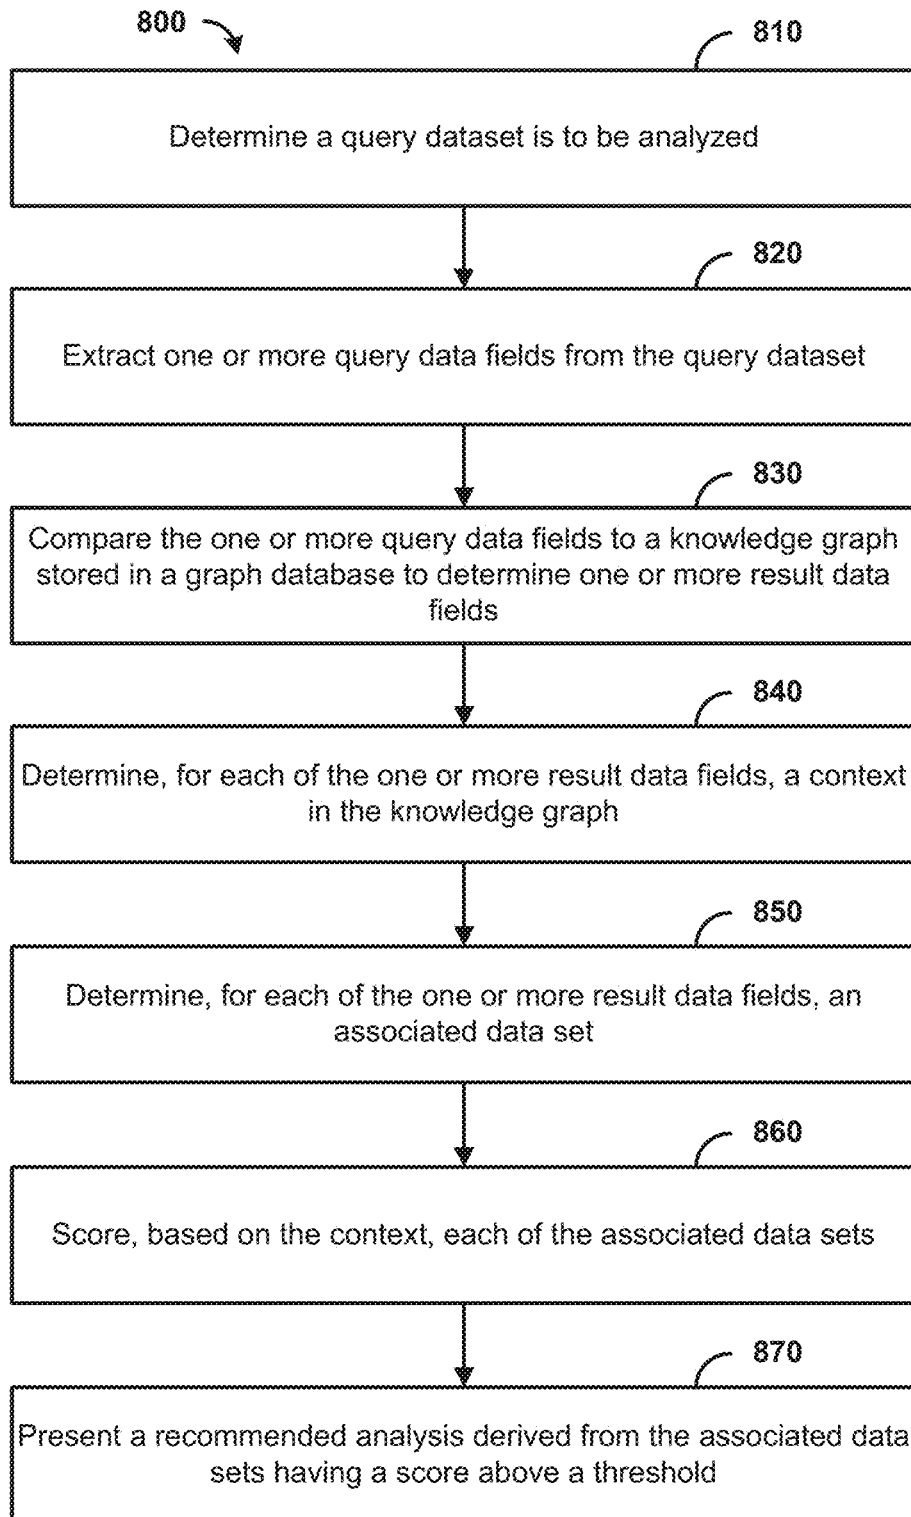 800
810
Determine a query dataset is to be analyzed
820
Extract one or more query data fields from the query dataset
830
Compare the one or more query data fields to a knowledge graph
stored in a graph database to determine one or more result data
fields
840
Determine, for each of the one or more result data fields, a context
in the knowledge graph
850
Determine, for each of the one or more result data fields, an
associated data set
860
Score, based on the context, each of the associated data sets
870
Present a recommended analysis derived from the associated data
sets having a score above a threshold